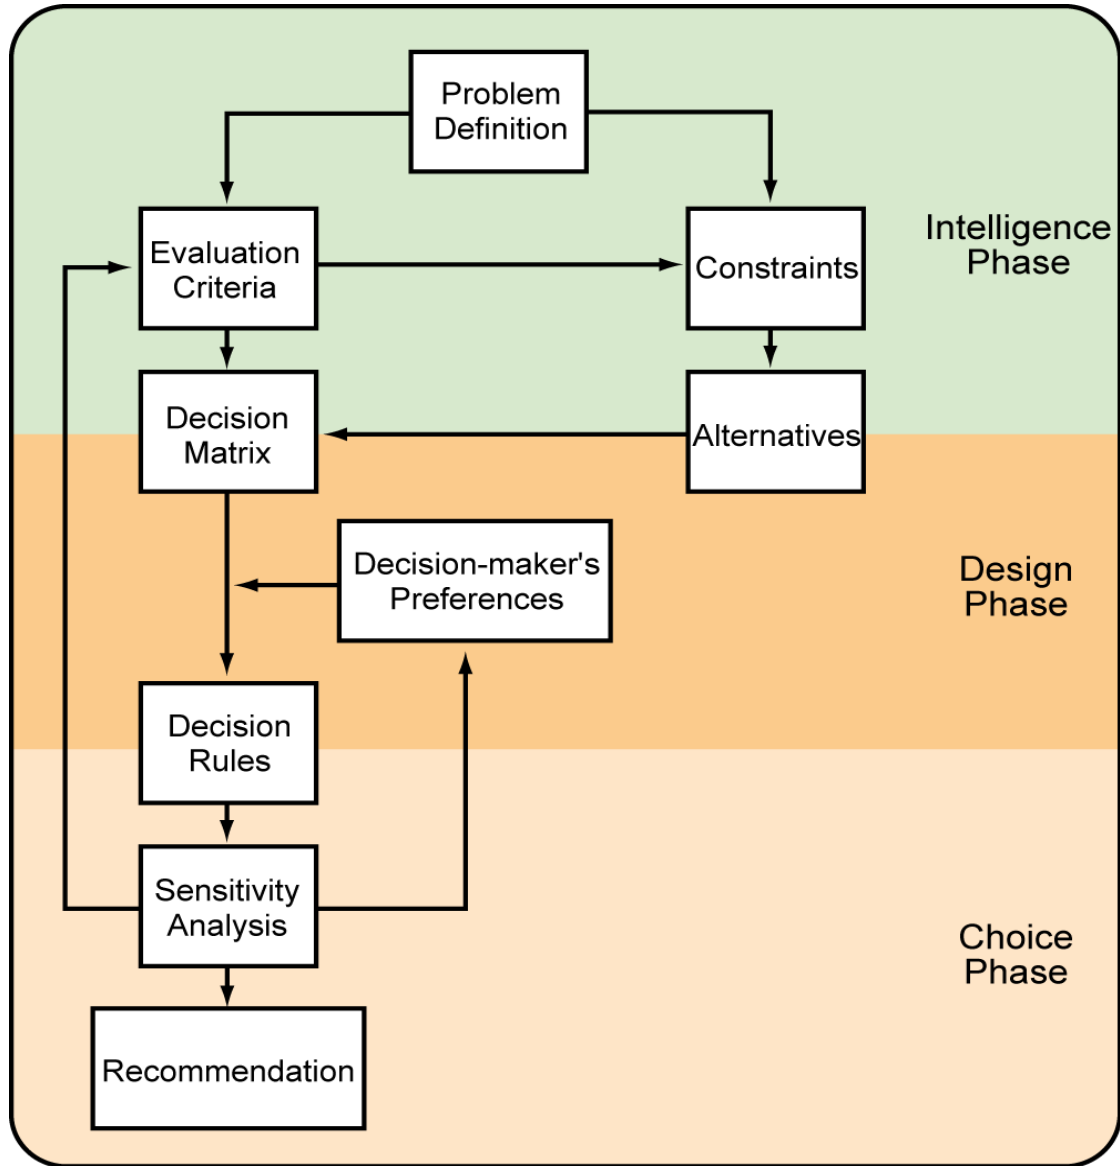 Problem
Definition
Evaluation
Criteria
Constraints
Intelligence
Phase
Decision
Matrix
Alternatives
Decision-maker's
Preferences
Design
Phase
Decision
Rules
Sensitivity
Analysis
Choice
Phase
Recommendation